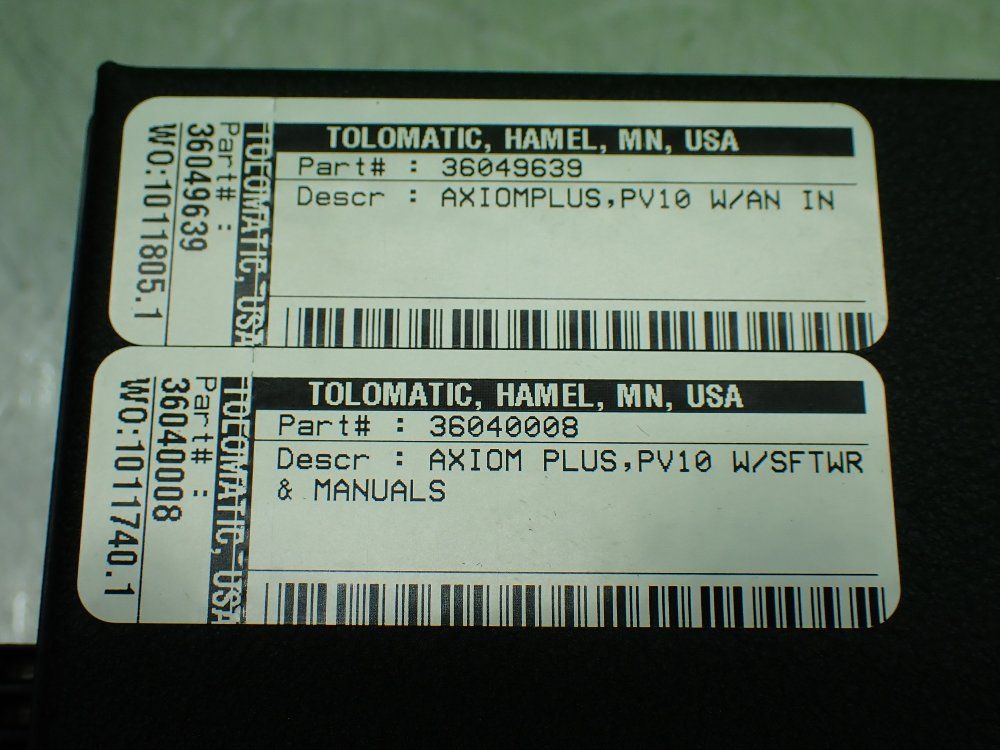 TOLOMATIC, HAMEL, MN, USA
Part# : 36049639
Descr : AXIOMPLUS,PV10 W/AN IN
TOLOMATIC, USA
Part# :
36049639
WO:1011805.1
TOLOMATIC, HAMEL, MN, USA
Part# : 36040008
Descr : AXIOM PLUS,PV10 W/SFTWR
& MANUALS
TOLOMATIC, USA
Part# :
36040008
WO:1011740.1